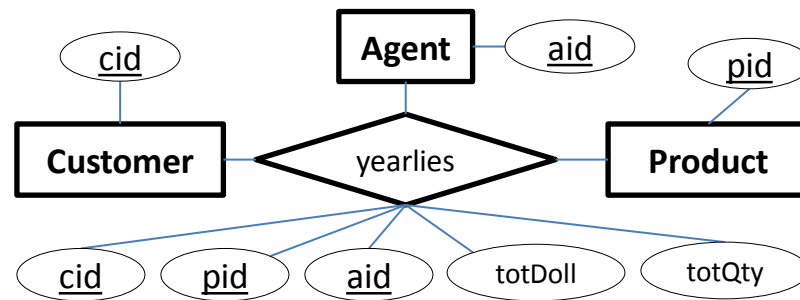 Agent
aid
cid
pid
Customer
yearlies
Product
cid
pid
aid
totDoll
totQty